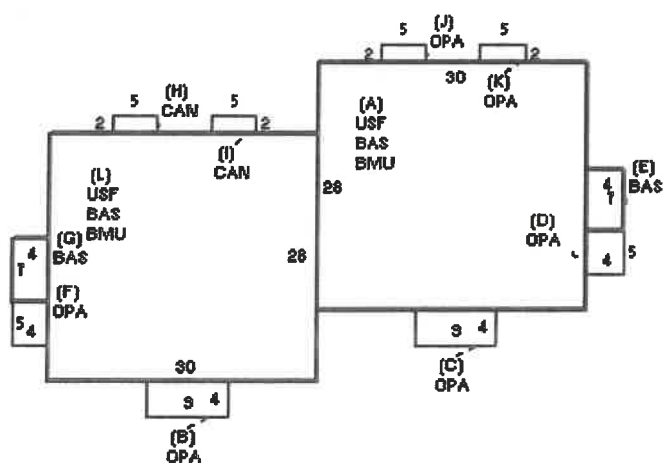 5
(J)
OPA
5
2
2
30
(K)
OPA
(H)
CAN
5
5
2
2
(A)
USF
BAS
BMU
(I)
CAN
(L)
USF
BAS
BMU
28
(E)
BAS
4
7
(G)
BAS
4
7
28
(D)
OPA
4
5
(F)
OPA
5
4
30
9
4
(C)
OPA
9
4
(B)
OPA